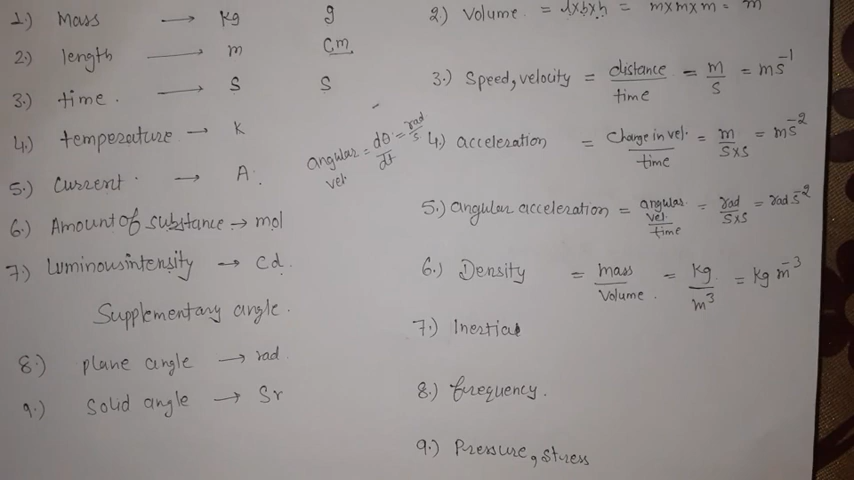 1.) Mass → kg g
2.) length → m cm
3.) time. → S S
4.) temperature → K
5.) Current → A.
6.) Amount of substance → mol
7.) Luminous intensity → Cd.
Supplementary angle.
8.) plane angle → rad
9.) Solid angle → Sr
angular vel. = dθ/dt = rad/s
2.) Volume = l×b×h = m×m×m = m
3.) Speed, velocity = distance/time = m/s = ms⁻¹
4.) acceleration = Change in vel./time = m/s×s = ms⁻²
5.) angular acceleration = angular vel./time = rad/s×s = rad s⁻²
6.) Density = mass/Volume = kg/m³ = kg m⁻³
7.) Inertia
8.) frequency.
9.) Pressure, stress